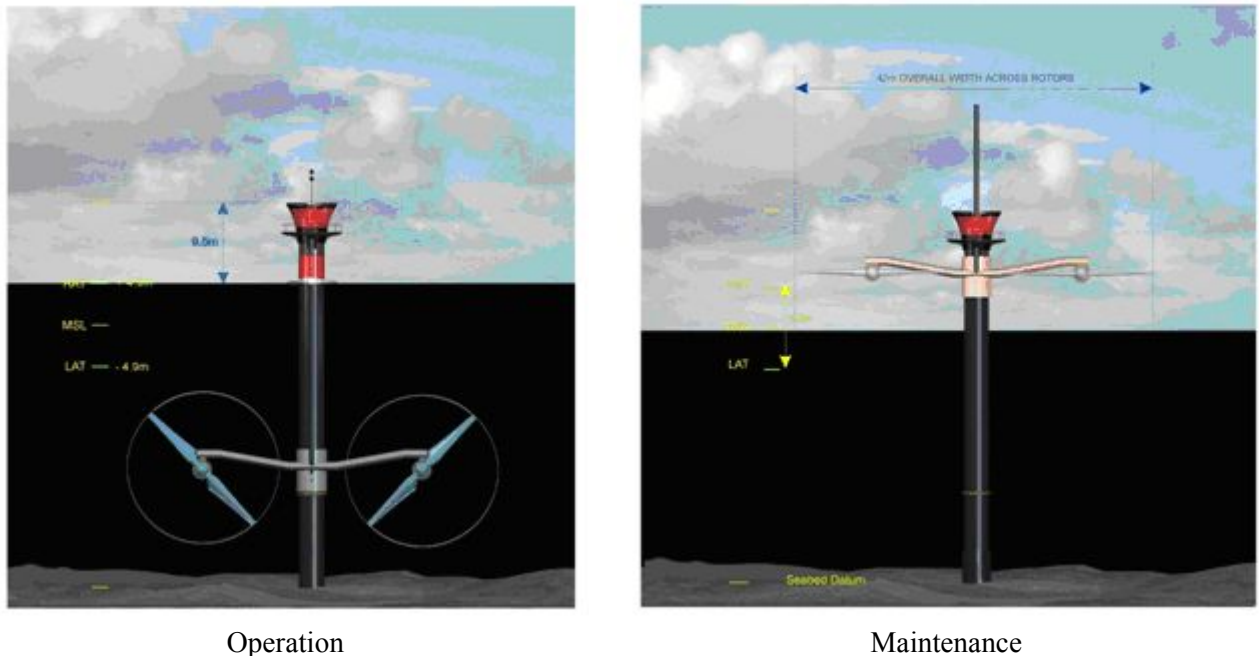 9.5m
MSL
LAT - 4.9m
42m OVERALL WIDTH ACROSS ROTORS
LAT
Seabed Datum
Operation
Maintenance